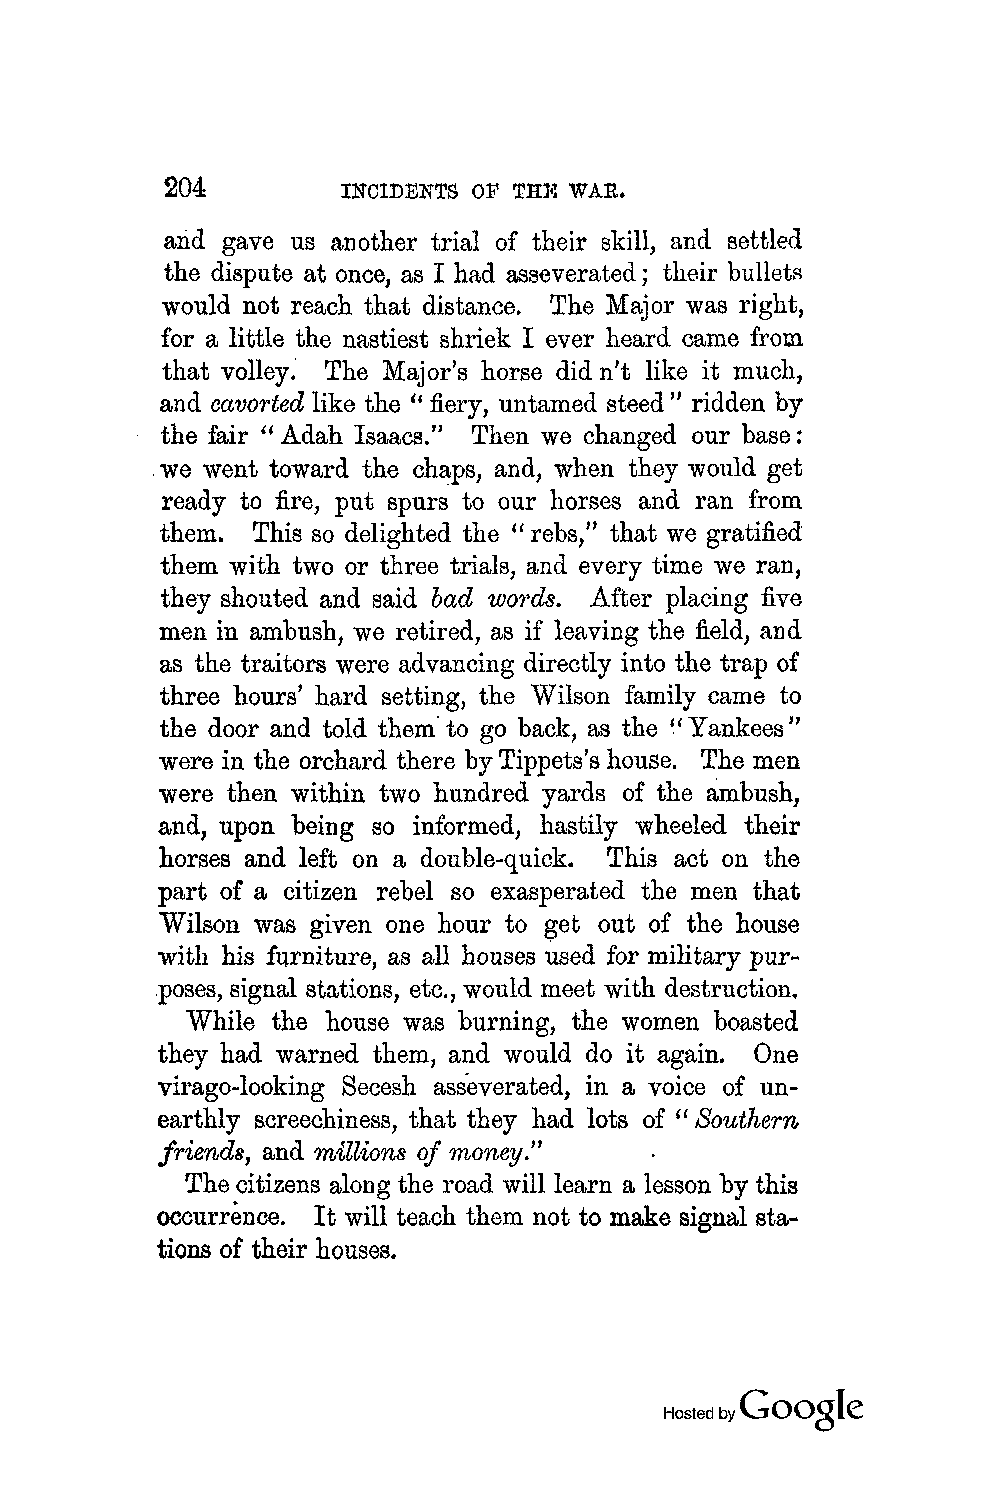 204 INCIDENTS OF THE WAR.
and gave us another trial of their skill, and settled
the dispute at once, as I had asseverated; their bullets
would not reach that distance. The Major was right,
for a little the nastiest shriek I ever heard came from
that volley. The Major's horse did n't like it much,
and cavorted like the "fiery, untamed steed" ridden by
the fair "Adah Isaacs." Then we changed our base:
we went toward the chaps, and, when they would get
ready to fire, put spurs to our horses and ran from
them. This so delighted the "rebs," that we gratified
them with two or three trials, and every time we ran,
they shouted and said bad words. After placing five
men in ambush, we retired, as if leaving the field, and
as the traitors were advancing directly into the trap of
three hours' hard setting, the Wilson family came to
the door and told them to go back, as the "Yankees"
were in the orchard there by Tippets's house. The men
were then within two hundred yards of the ambush,
and, upon being so informed, hastily wheeled their
horses and left on a double-quick. This act on the
part of a citizen rebel so exasperated the men that
Wilson was given one hour to get out of the house
with his furniture, as all houses used for military pur-
poses, signal stations, etc., would meet with destruction.
While the house was burning, the women boasted
they had warned them, and would do it again. One
virago-looking Secesh asseverated, in a voice of un-
earthly screechiness, that they had lots of "Southern
friends, and millions of money."
The citizens along the road will learn a lesson by this
occurrence. It will teach them not to make signal sta-
tions of their houses.
Hosted by Google